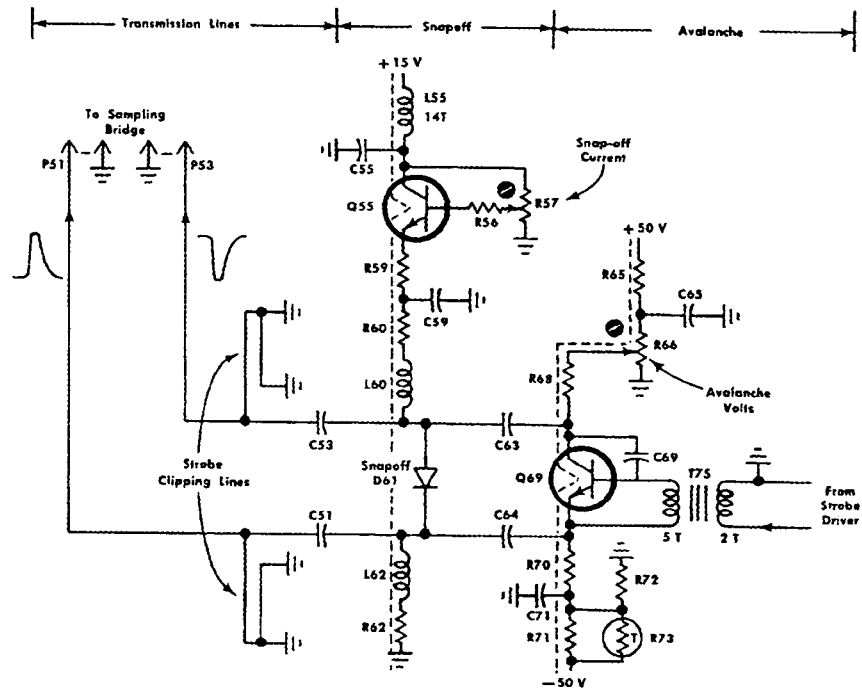 Transmission Lines
Snapoff
Avalanche
+15 V
L55
14T
To Sampling
Bridge
P51
P53
C55
Snap-off
Current
Q55
R56
R57
+50 V
R59
R65
C59
C65
R60
R66
R68
L60
Avalanche
Volts
C53
C63
C69
Strobe
Clipping Lines
Snapoff
D61
Q69
T75
From
Strobe
Driver
C51
C64
5 T
2 T
L62
R70
R72
C71
R62
R71
T
R73
−50 V